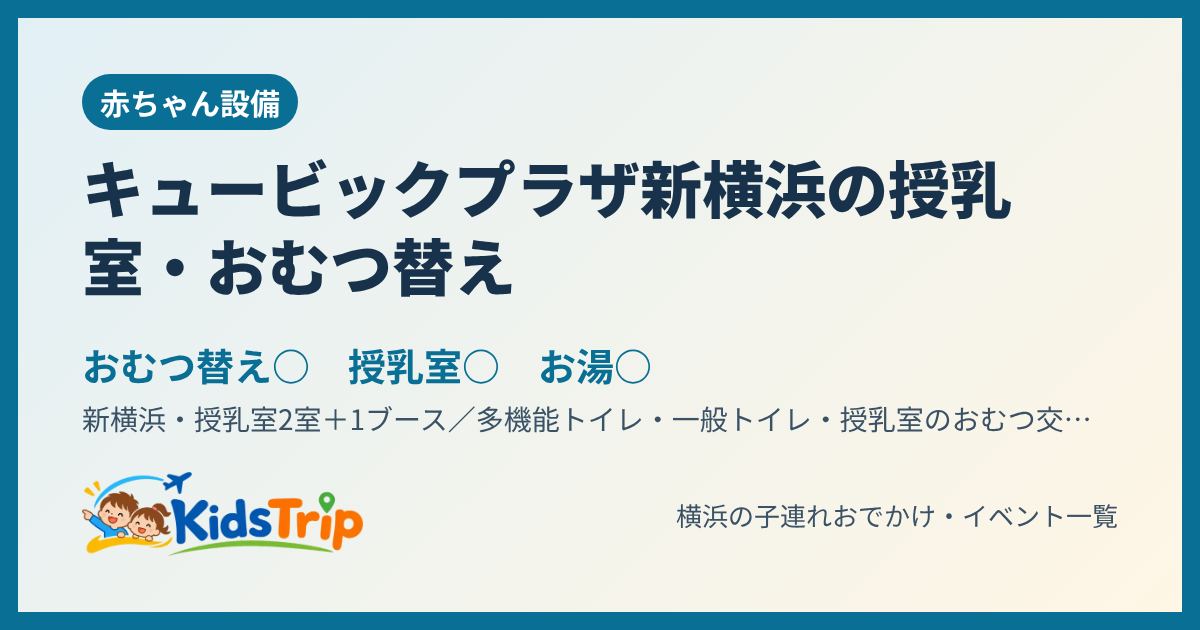 赤ちゃん設備
キュービックプラザ新横浜の授乳
室・おむつ替え
おむつ替え○　授乳室○　お湯○
新横浜・授乳室2室＋1ブース／多機能トイレ・一般トイレ・授乳室のおむつ交…
KidsTrip
横浜の子連れおでかけ・イベント一覧